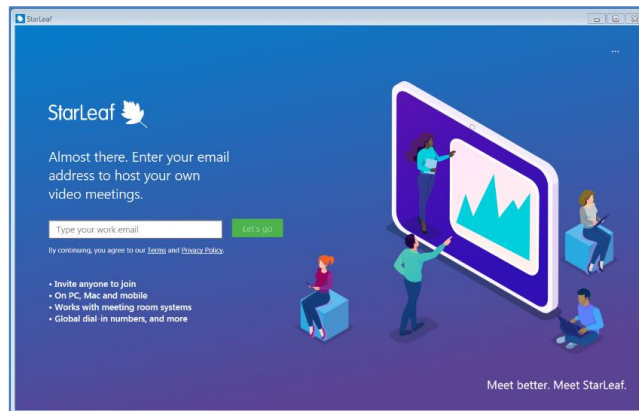 StarLeaf
...
StarLeaf
Almost there. Enter your email
address to host your own
video meetings.
Type your work email
Let's go
By continuing, you agree to our Terms and Privacy Policy.
• Invite anyone to join
• On PC, Mac and mobile
• Works with meeting room systems
• Global dial-in numbers, and more
Meet better. Meet StarLeaf.